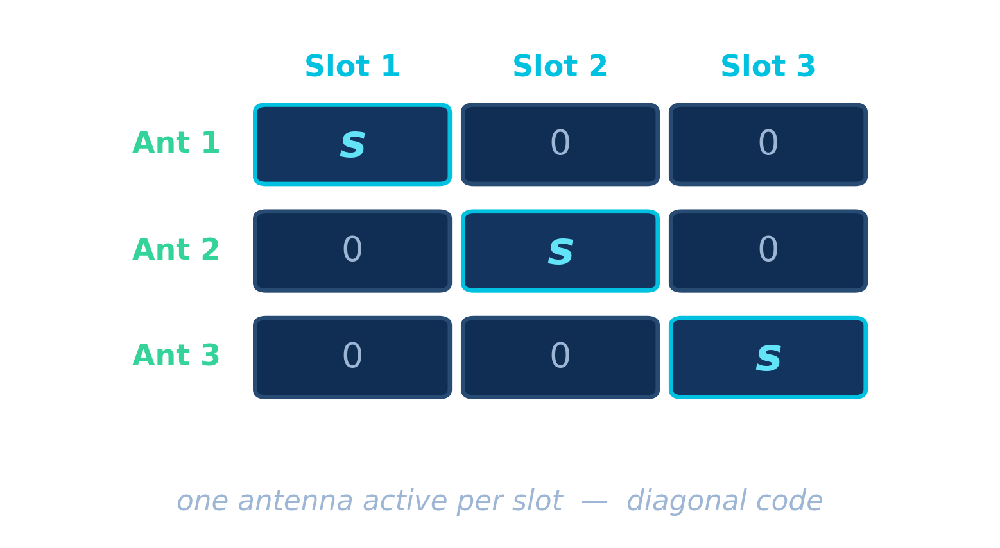 Slot 1 Slot 2 Slot 3
Ant 1 s 0 0
Ant 2 0 s 0
Ant 3 0 0 s
one antenna active per slot — diagonal code